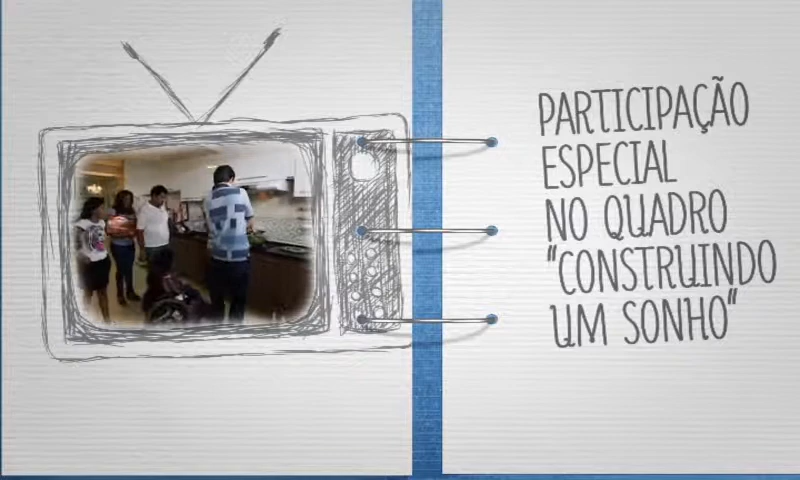 PARTICIPAÇÃO
ESPECIAL
NO QUADRO
"CONSTRUINDO
UM SONHO"